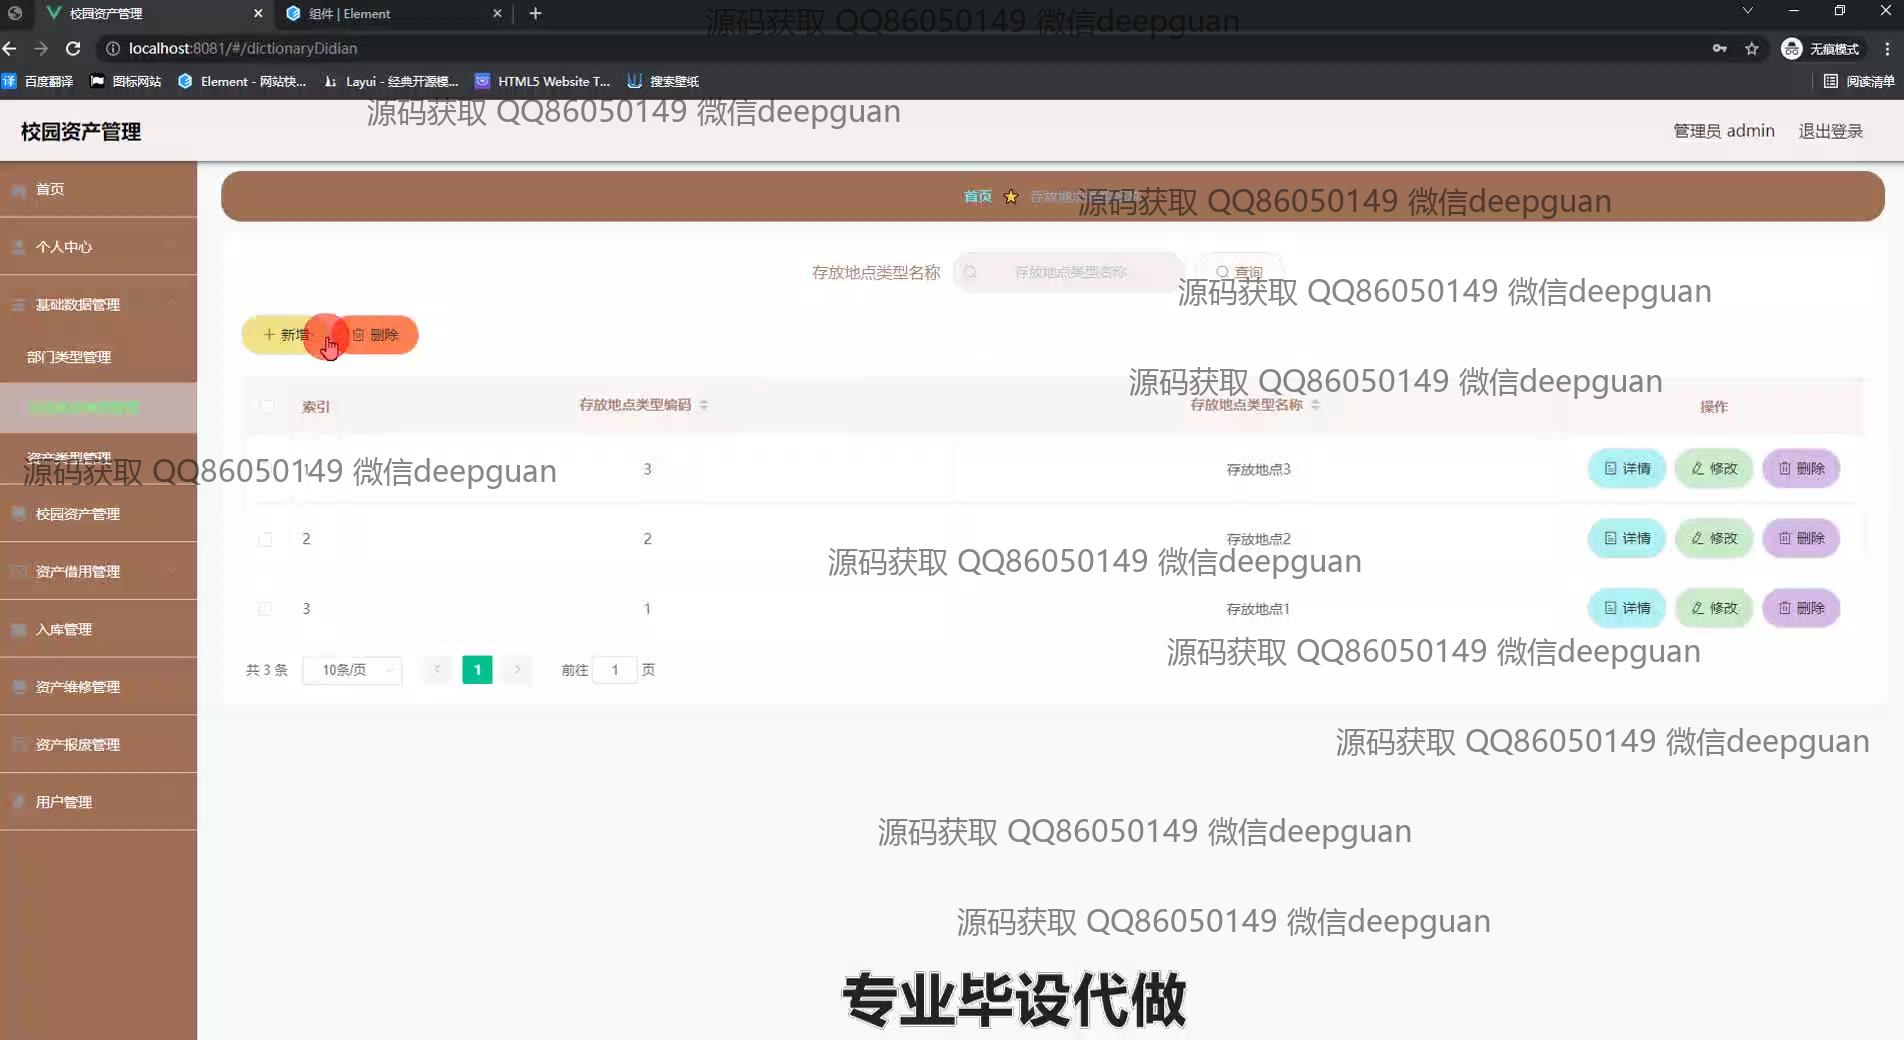 校园资产管理
组件 | Element
源码获取 QQ86050149 微信deepguan
localhost:8081/#/dictionaryDidian
无痕模式
百度翻译
图标网站
Element - 网站快...
Layui - 经典开源模...
HTML5 Website T...
搜索壁纸
阅读清单
源码获取 QQ86050149 微信deepguan
校园资产管理
管理员 admin
退出登录
首页
个人中心
基础数据管理
部门类型管理
资产类型管理
校园资产管理
资产借用管理
入库管理
资产维修管理
资产报废管理
用户管理
首页
源码获取 QQ86050149 微信deepguan
存放地点类型名称
存放地点类型名称
查询
源码获取 QQ86050149 微信deepguan
新增
删除
源码获取 QQ86050149 微信deepguan
索引
存放地点类型编码
存放地点类型名称
操作
源码获取 QQ86050149 微信deepguan
1
3
存放地点3
详情
修改
删除
2
2
存放地点2
详情
修改
删除
源码获取 QQ86050149 微信deepguan
3
1
存放地点1
详情
修改
删除
源码获取 QQ86050149 微信deepguan
共 3 条
10条/页
1
前往 1 页
源码获取 QQ86050149 微信deepguan
源码获取 QQ86050149 微信deepguan
源码获取 QQ86050149 微信deepguan
专业毕设代做